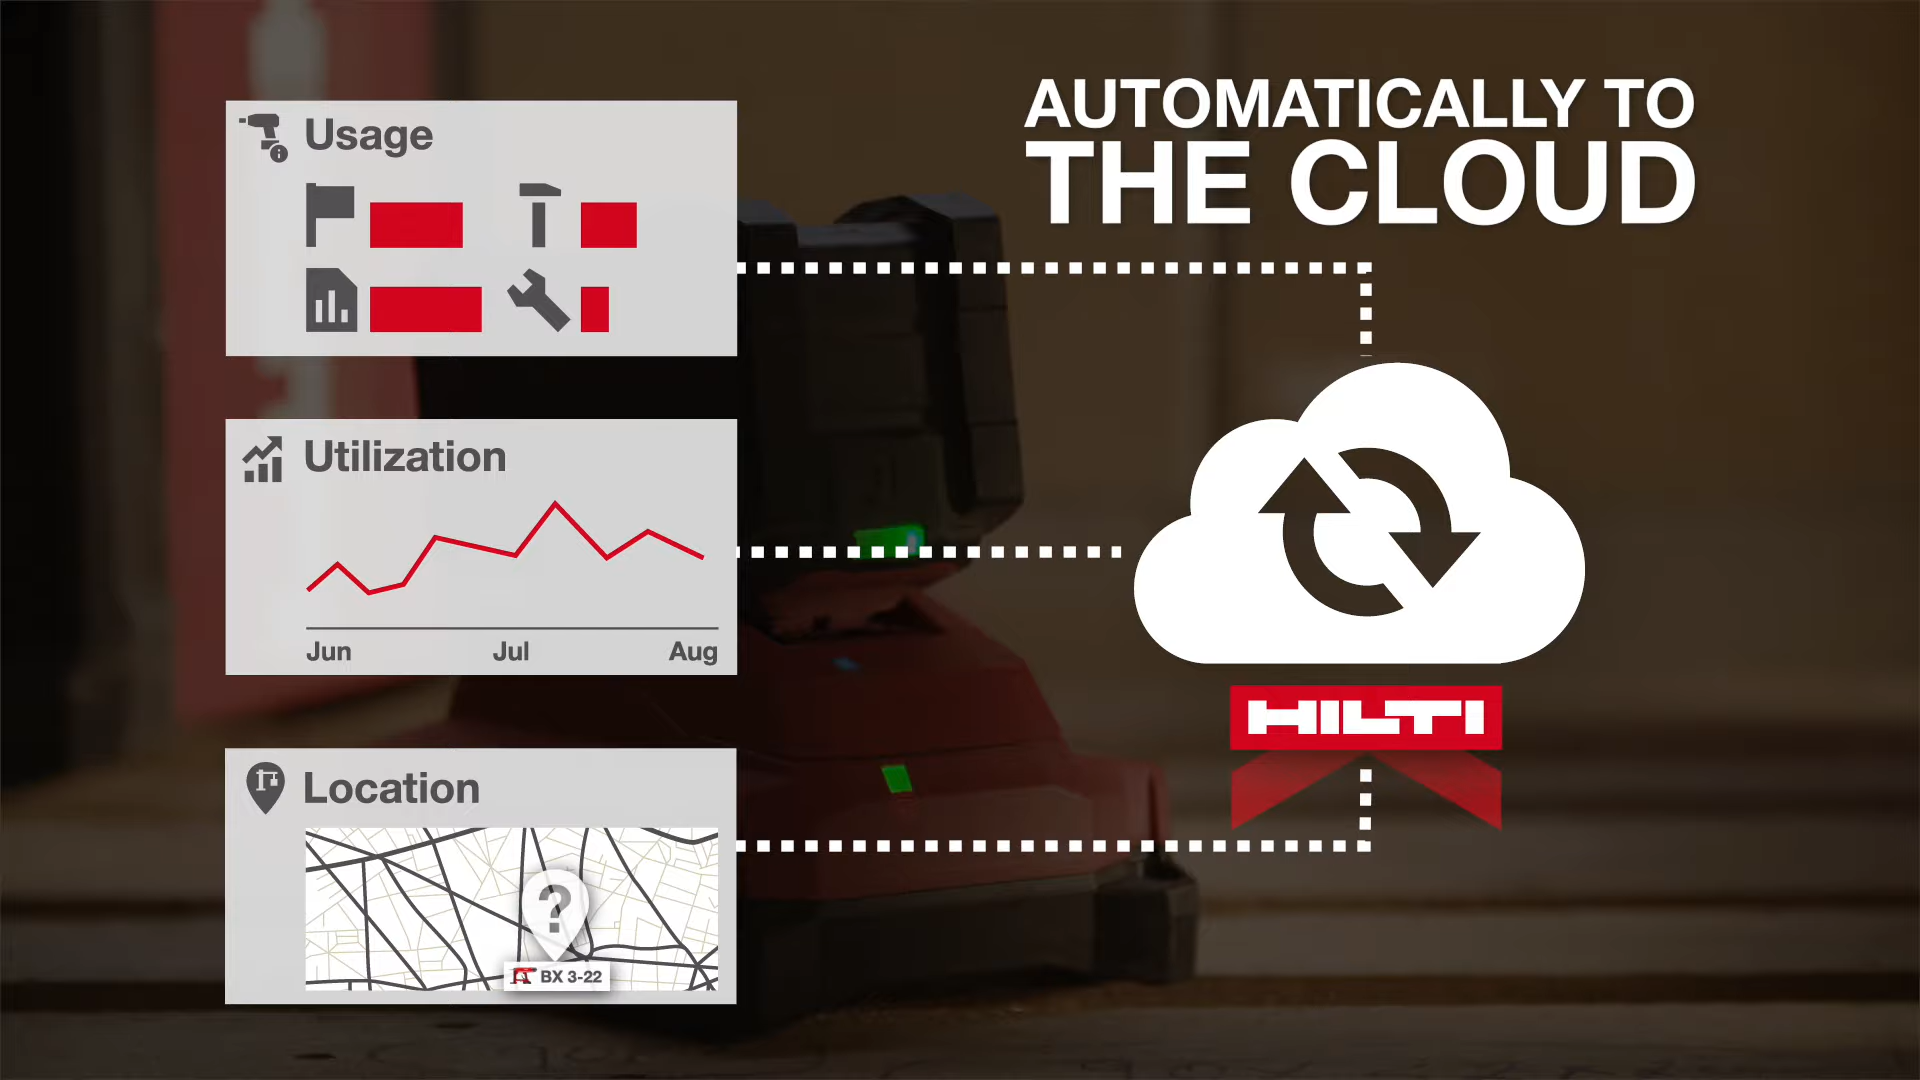 AUTOMATICALLY TO
THE CLOUD
Usage
Utilization
Jun Jul Aug
Location
?
BX 3-22
HILTI